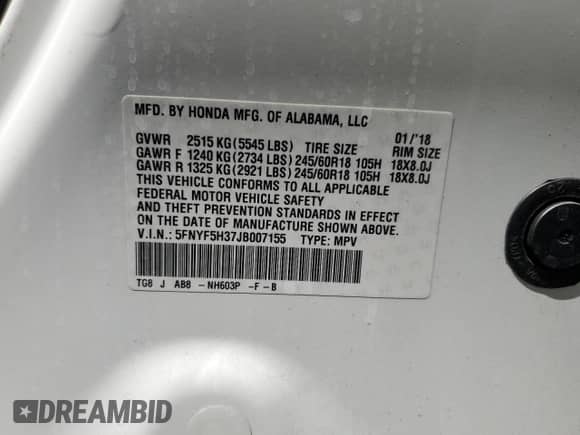 MFD. BY HONDA MFG. OF ALABAMA, LLC 01/'18
GVWR 2515 KG (5545 LBS) TIRE SIZE RIM SIZE
GAWR F 1240 KG (2734 LBS) 245/60R18 105H 18X8.0J
GAWR R 1325 KG (2921 LBS) 245/60R18 105H 18X8.0J
THIS VEHICLE CONFORMS TO ALL APPLICABLE
FEDERAL MOTOR VEHICLE SAFETY
AND THEFT PREVENTION STANDARDS IN EFFECT
ON THE DATE OF MANUFACTURE SHOWN ABOVE.
V.I.N.: 5FNYF5H37JB007155 TYPE: MPV
TG8 J AB8 - NH603P - F - B
DREAMBID